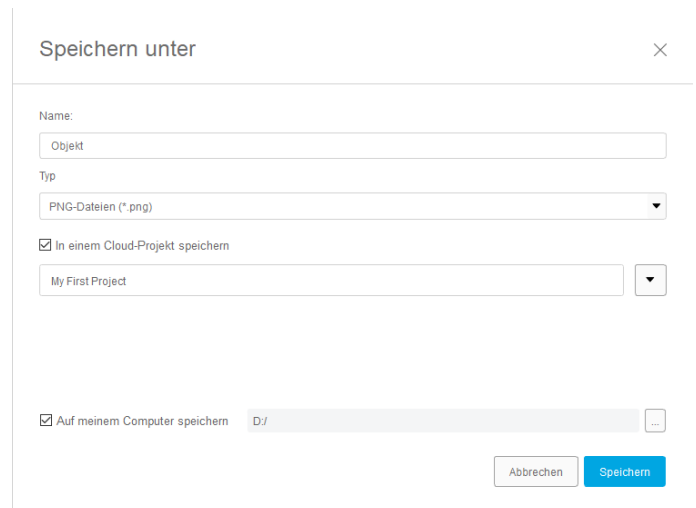 Speichern unter
Name:
Objekt
Typ
PNG-Dateien (*.png)
In einem Cloud-Projekt speichern
My First Project
Auf meinem Computer speichern D:/ ...
Abbrechen Speichern